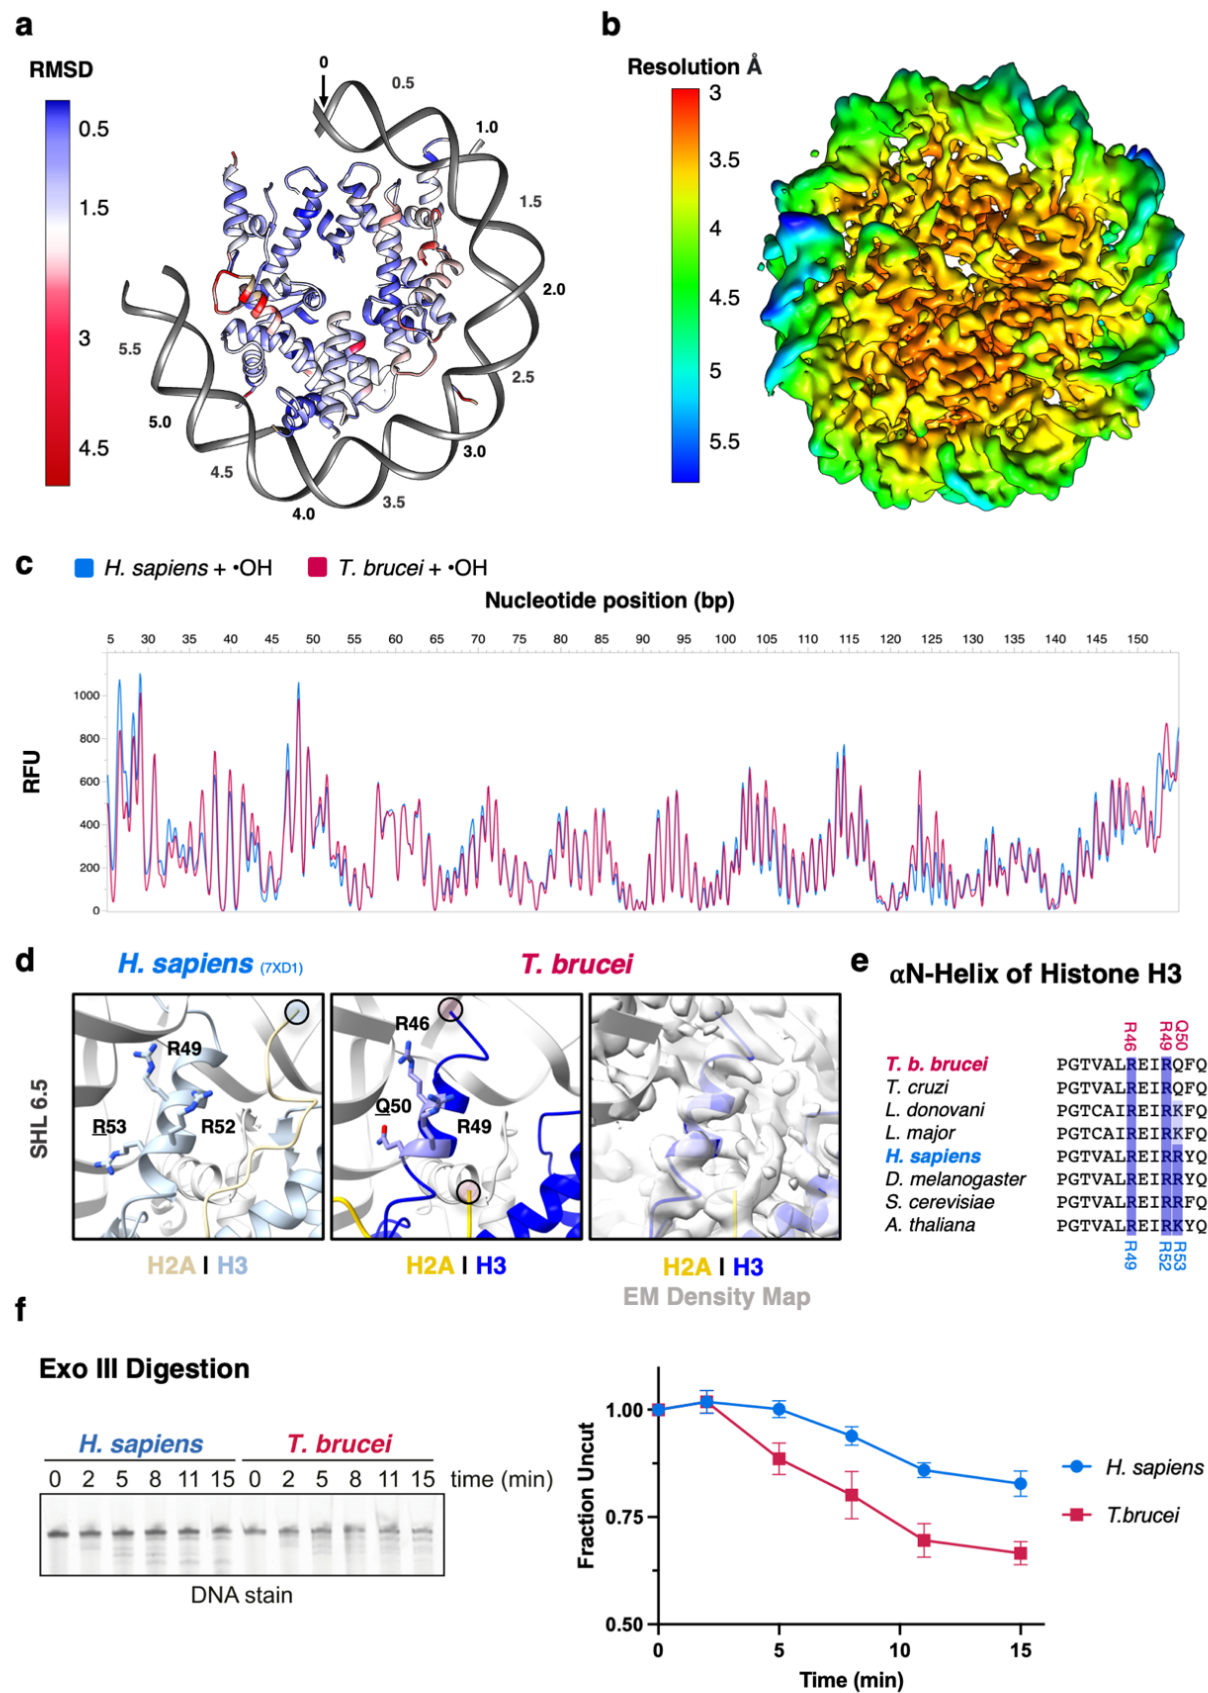 a
RMSD
0.5
1.5
3
4.5
0
0.5
1.0
1.5
2.0
2.5
3.0
3.5
4.0
4.5
5.0
5.5
b
Resolution Å
3
3.5
4
4.5
5
5.5
c
H. sapiens + •OH
T. brucei + •OH
Nucleotide position (bp)
5 30 35 40 45 50 55 60 65 70 75 80 85 90 95 100 105 110 115 120 125 130 135 140 145 150
RFU
1000
800
600
400
200
0
d
H. sapiens (7XD1)
T. brucei
SHL 6.5
R49
R53
R52
R46
Q50
R49
H2A | H3
H2A | H3
H2A | H3
EM Density Map
e
αN-Helix of Histone H3
R46 R49 Q50
T. b. brucei PGTVALREIRQFQ
T. cruzi PGTVALREIRQFQ
L. donovani PGTCAIREIRKFQ
L. major PGTCAIREIRKFQ
H. sapiens PGTVALREIRRYQ
D. melanogaster PGTVALREIRRYQ
S. cerevisiae PGTVALREIRRFQ
A. thaliana PGTVALREIRKYQ
R49 R52 R53
f
Exo III Digestion
H. sapiens T. brucei
0 2 5 8 11 15 0 2 5 8 11 15 time (min)
DNA stain
Fraction Uncut
1.00
0.75
0.50
0 5 10 15
Time (min)
H. sapiens
T.brucei